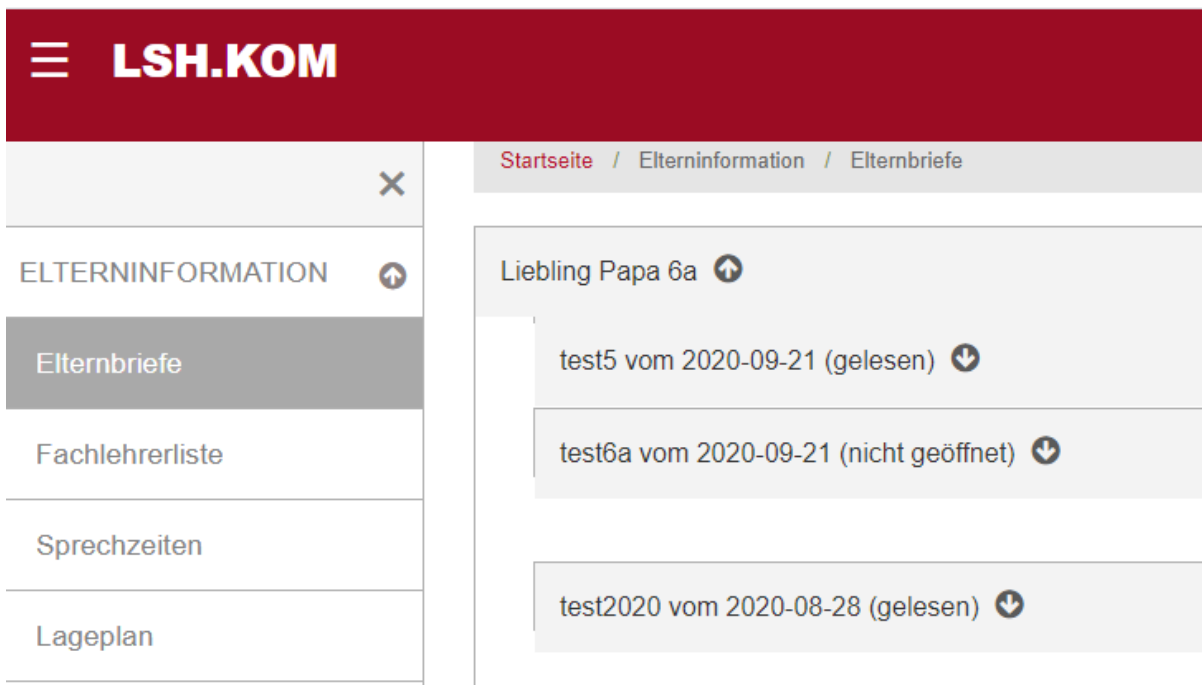 LSH.KOM
Startseite / Elterninformation / Elternbriefe
ELTERNINFORMATION
Elternbriefe
Fachlehrerliste
Sprechzeiten
Lageplan
Liebling Papa 6a
test5 vom 2020-09-21 (gelesen)
test6a vom 2020-09-21 (nicht geöffnet)
test2020 vom 2020-08-28 (gelesen)